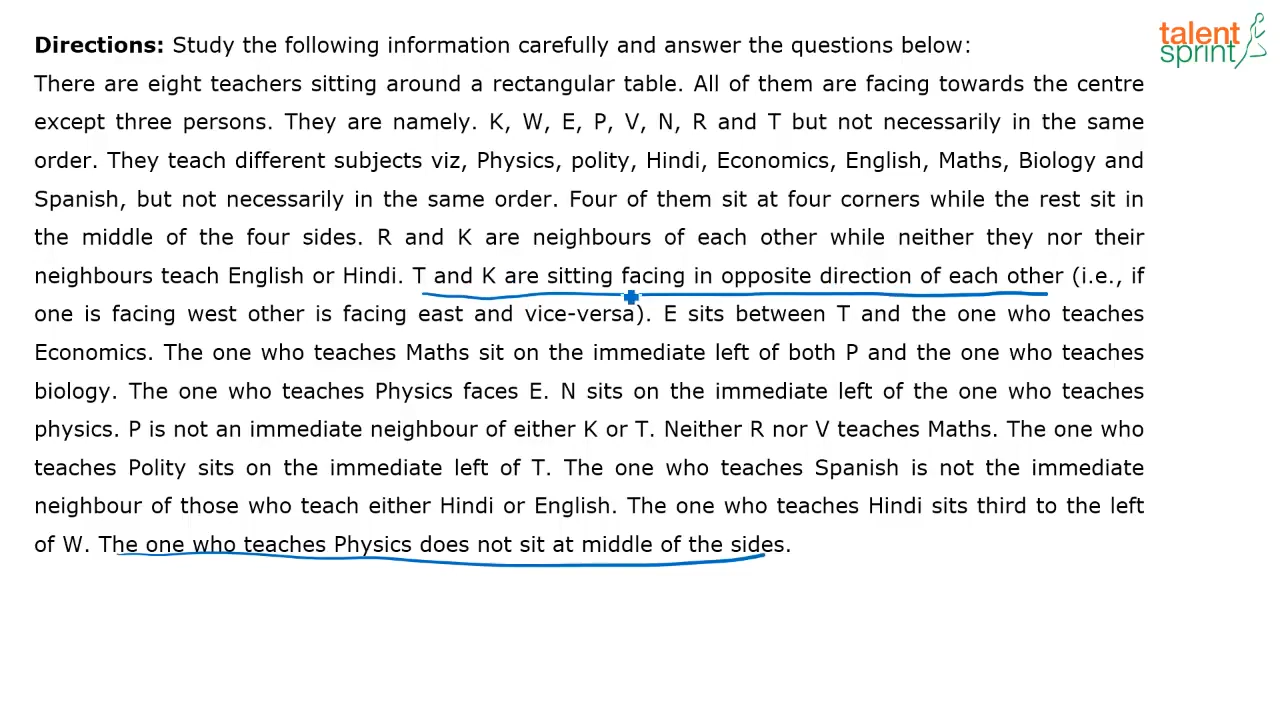 talent
sprint
Directions: Study the following information carefully and answer the questions below:
There are eight teachers sitting around a rectangular table. All of them are facing towards the centre
except three persons. They are namely. K, W, E, P, V, N, R and T but not necessarily in the same
order. They teach different subjects viz, Physics, polity, Hindi, Economics, English, Maths, Biology and
Spanish, but not necessarily in the same order. Four of them sit at four corners while the rest sit in
the middle of the four sides. R and K are neighbours of each other while neither they nor their
neighbours teach English or Hindi. T and K are sitting facing in opposite direction of each other (i.e., if
one is facing west other is facing east and vice-versa). E sits between T and the one who teaches
Economics. The one who teaches Maths sit on the immediate left of both P and the one who teaches
biology. The one who teaches Physics faces E. N sits on the immediate left of the one who teaches
physics. P is not an immediate neighbour of either K or T. Neither R nor V teaches Maths. The one who
teaches Polity sits on the immediate left of T. The one who teaches Spanish is not the immediate
neighbour of those who teach either Hindi or English. The one who teaches Hindi sits third to the left
of W. The one who teaches Physics does not sit at middle of the sides.